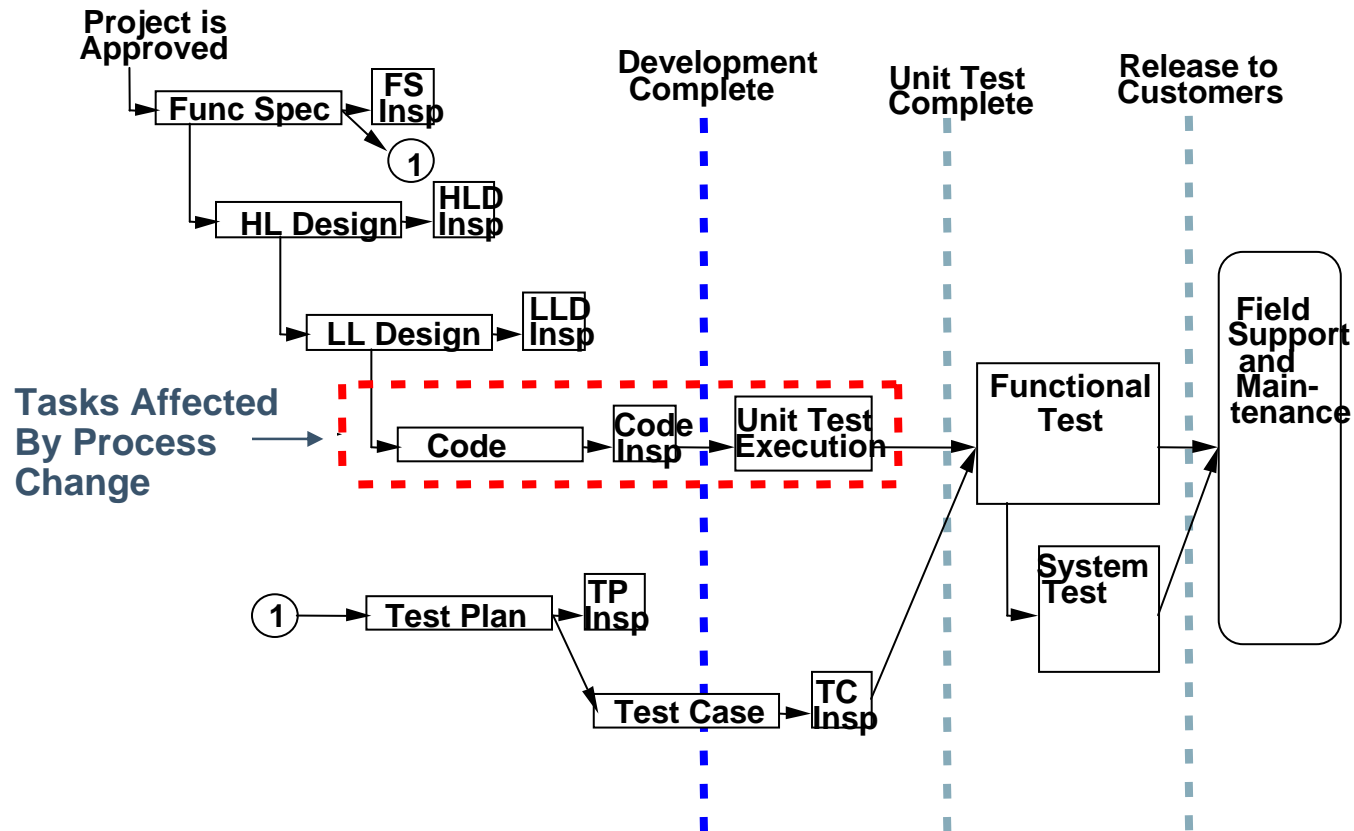 Project is
Approved
Func Spec
FS
Insp
1
HL Design
HLD
Insp
LL Design
LLD
Insp
Development
Complete
Unit Test
Complete
Release to
Customers
Tasks Affected
By Process
Change
Code
Code
Insp
Unit Test
Execution
Functional
Test
System
Test
Field
Support
and
Main-
tenance
1
Test Plan
TP
Insp
Test Case
TC
Insp